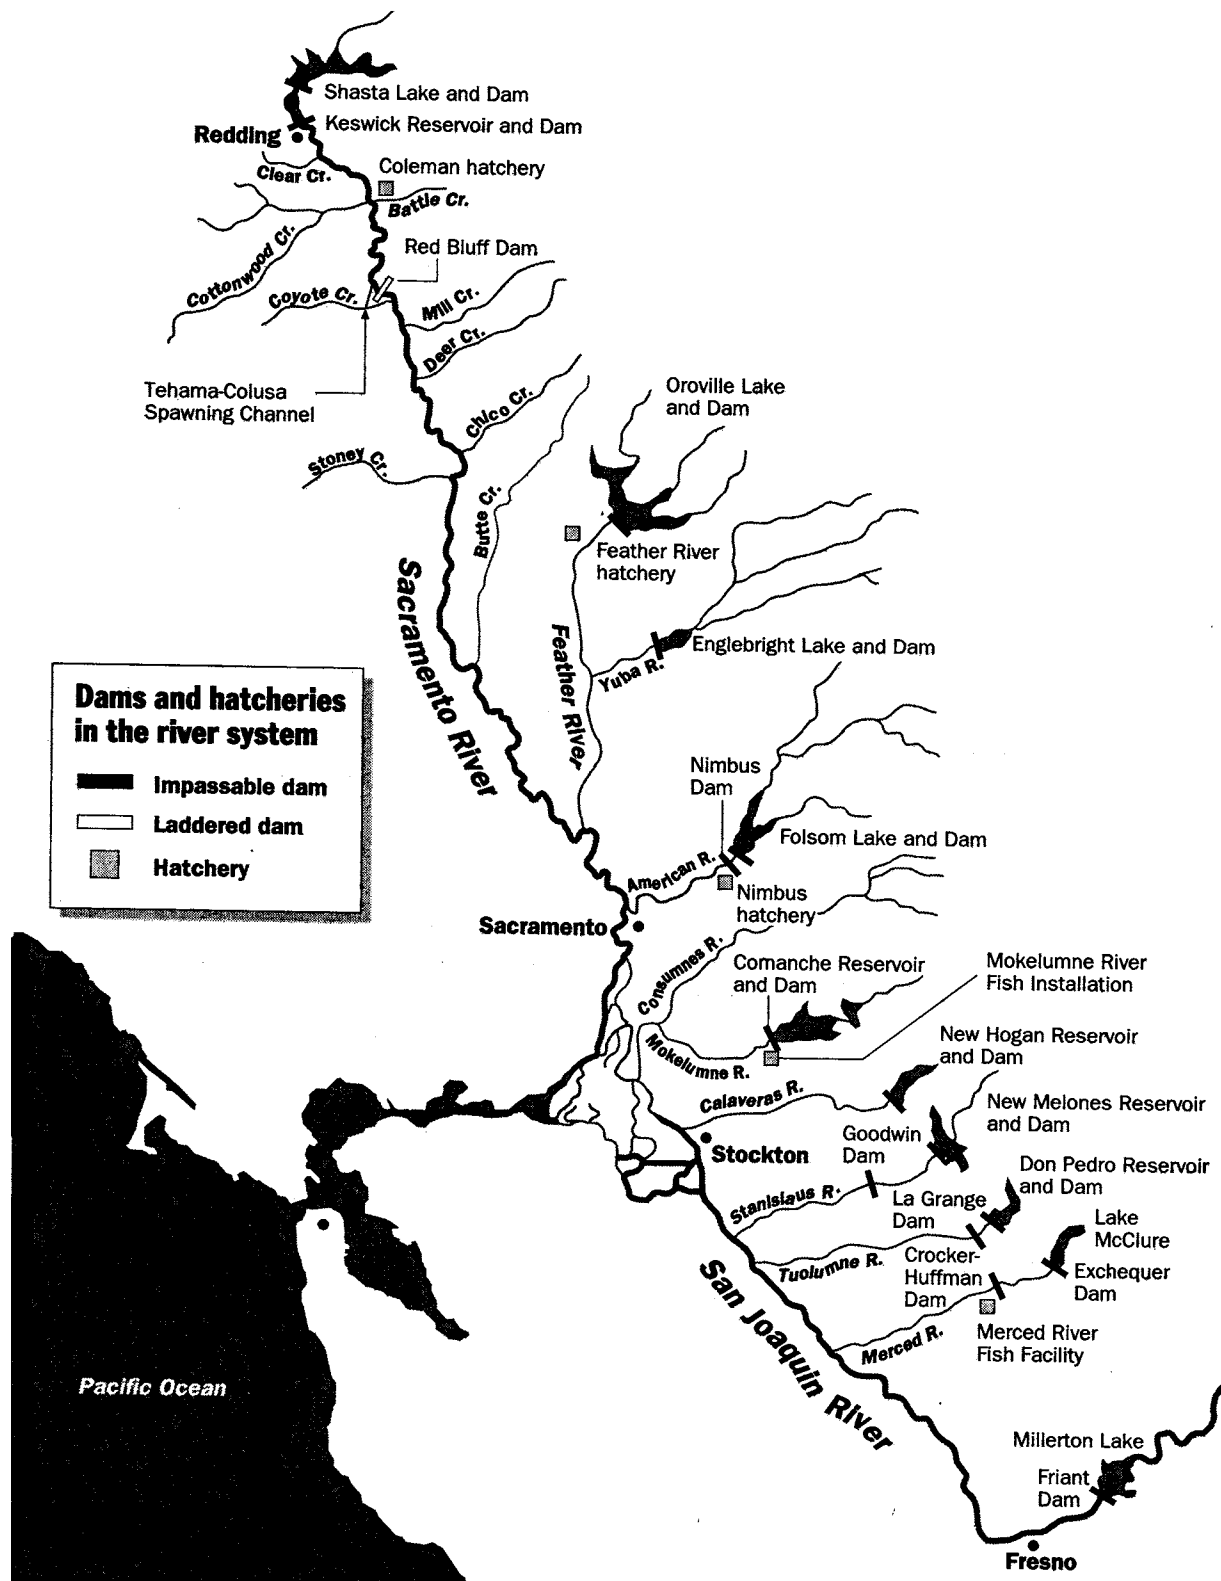 Shasta Lake and Dam
Keswick Reservoir and Dam
Redding
Clear Cr.
Coleman hatchery
Battle Cr.
Cottonwood Cr.
Red Bluff Dam
Coyote Cr.
Mill Cr.
Deer Cr.
Tehama-Colusa
Spawning Channel
Chico Cr.
Oroville Lake
and Dam
Stoney Cr.
Butte Cr.
Feather River
hatchery
Sacramento River
Feather River
Yuba R.
Englebright Lake and Dam
Dams and hatcheries
in the river system
Impassable dam
Laddered dam
Hatchery
Nimbus
Dam
Folsom Lake and Dam
American R.
Nimbus
hatchery
Sacramento
Consumnes R.
Comanche Reservoir
and Dam
Mokelumne River
Fish Installation
Mokelumne R.
New Hogan Reservoir
and Dam
Calaveras R.
New Melones Reservoir
and Dam
Goodwin
Dam
Stockton
Don Pedro Reservoir
and Dam
Stanislaus R.
La Grange
Dam
Lake
McClure
Tuolumne R.
Crocker-
Huffman
Dam
Exchequer
Dam
San Joaquin River
Merced R.
Merced River
Fish Facility
Pacific Ocean
Millerton Lake
Friant
Dam
Fresno